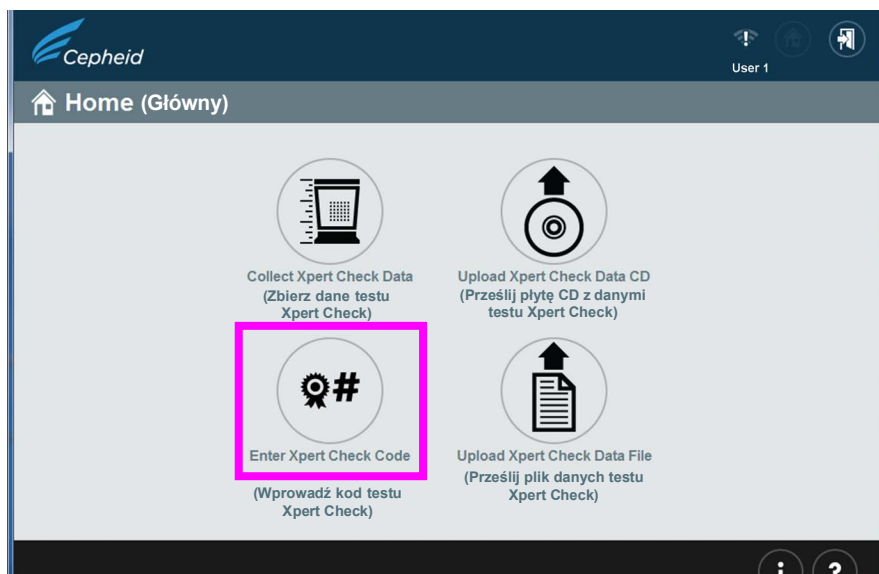 Cepheid
User 1
Home (Główny)
Collect Xpert Check Data
(Zbierz dane testu
Xpert Check)
Upload Xpert Check Data CD
(Prześlij płytę CD z danymi
testu Xpert Check)
#
Enter Xpert Check Code
(Wprowadź kod testu
Xpert Check)
Upload Xpert Check Data File
(Prześlij plik danych testu
Xpert Check)
i ?